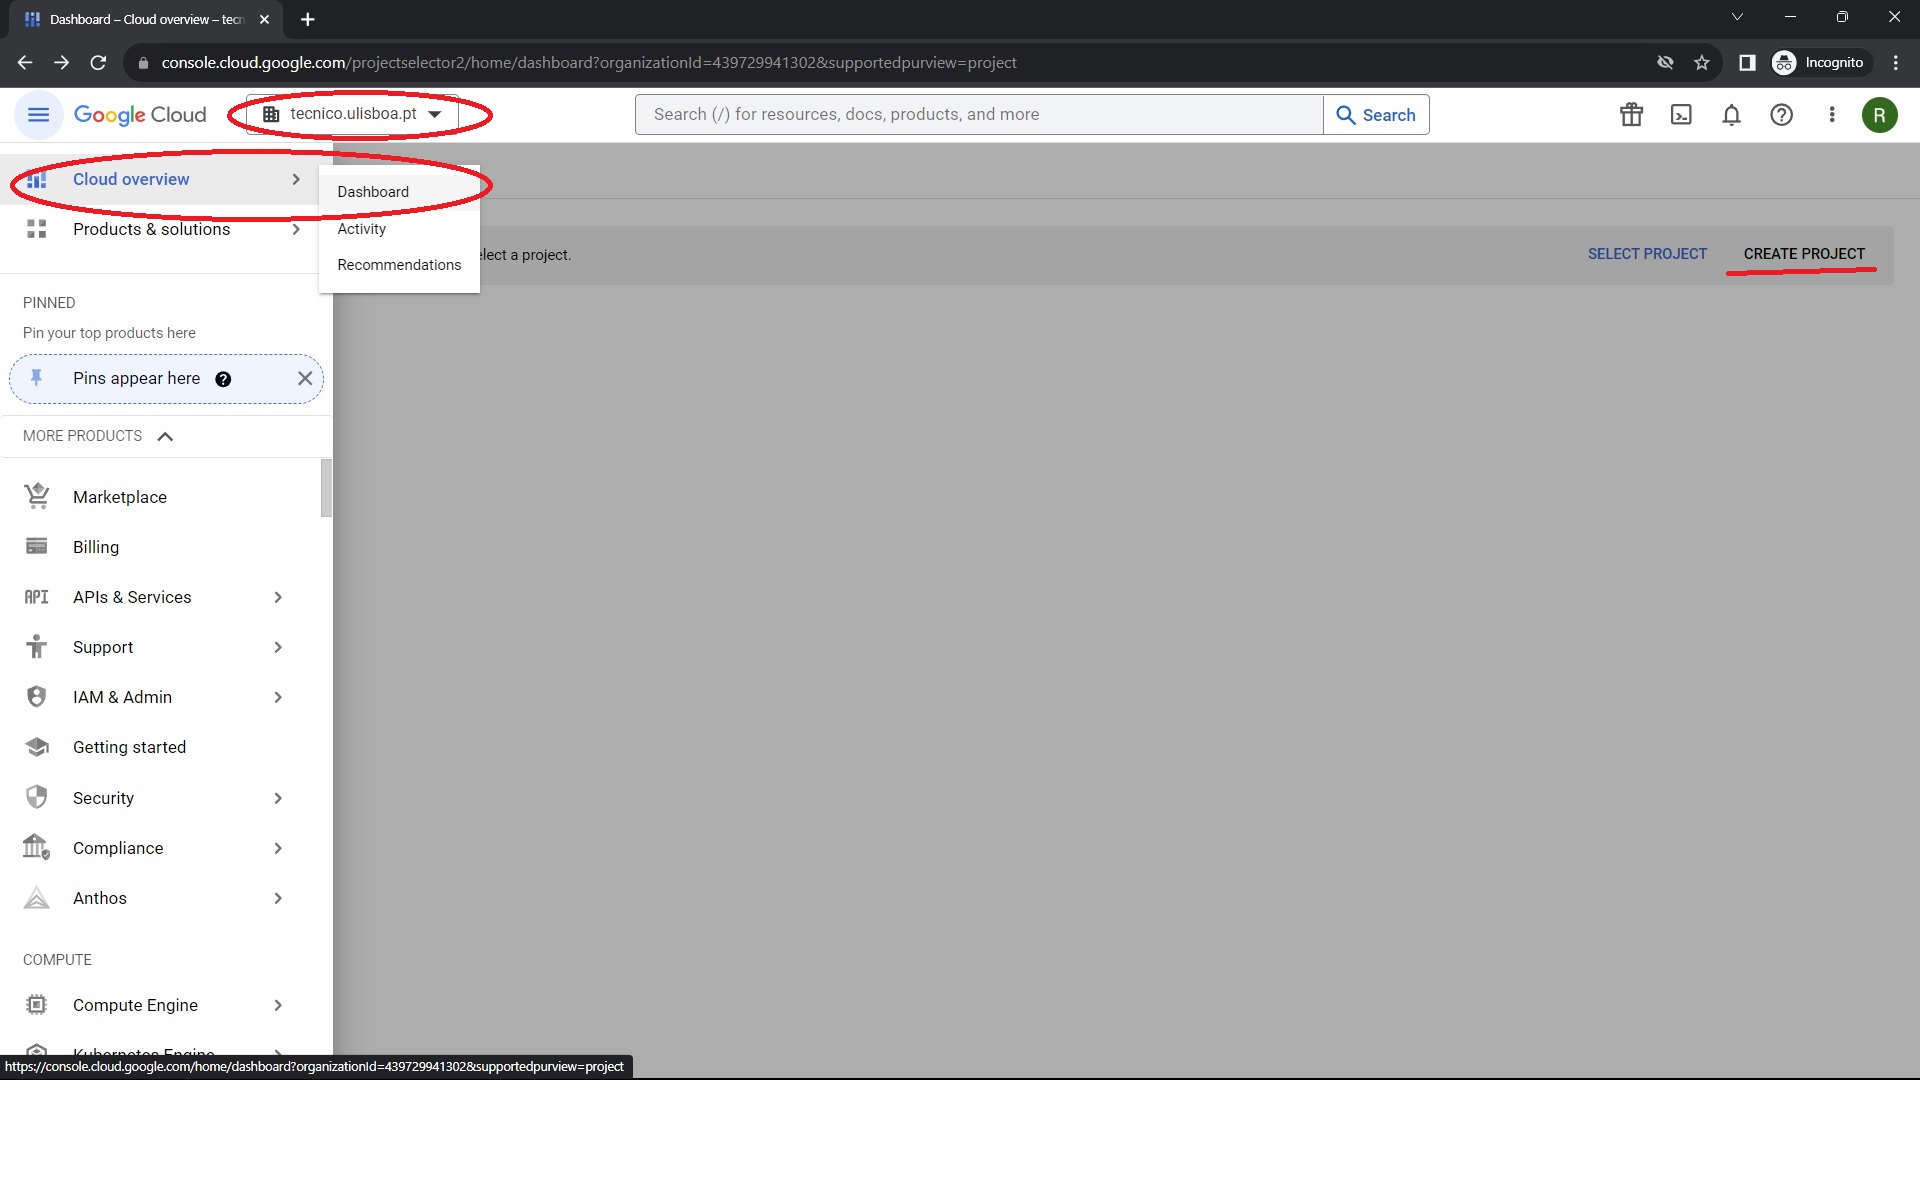 Dashboard – Cloud overview – tecn
console.cloud.google.com/projectselector2/home/dashboard?organizationId=439729941302&supportedpurview=project
Incognito
Google Cloud
tecnico.ulisboa.pt
Search (/) for resources, docs, products, and more
Search
R
Cloud overview
Dashboard
Products & solutions
Activity
Recommendations
elect a project.
SELECT PROJECT
CREATE PROJECT
PINNED
Pin your top products here
Pins appear here
MORE PRODUCTS
Marketplace
Billing
API
APIs & Services
Support
IAM & Admin
Getting started
Security
Compliance
Anthos
COMPUTE
Compute Engine
Kubernetes Engine
https://console.cloud.google.com/home/dashboard?organizationId=439729941302&supportedpurview=project